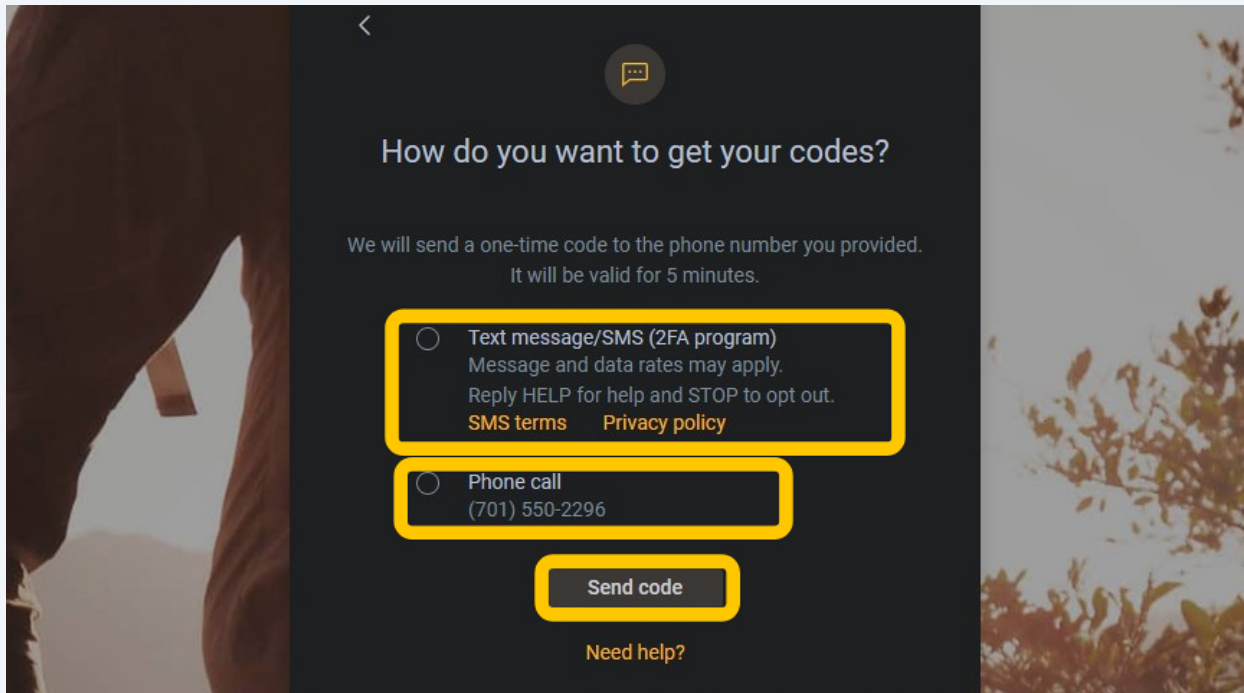 How do you want to get your codes?
We will send a one-time code to the phone number you provided.
It will be valid for 5 minutes.
Text message/SMS (2FA program)
Message and data rates may apply.
Reply HELP for help and STOP to opt out.
SMS terms Privacy policy
Phone call
(701) 550-2296
Send code
Need help?